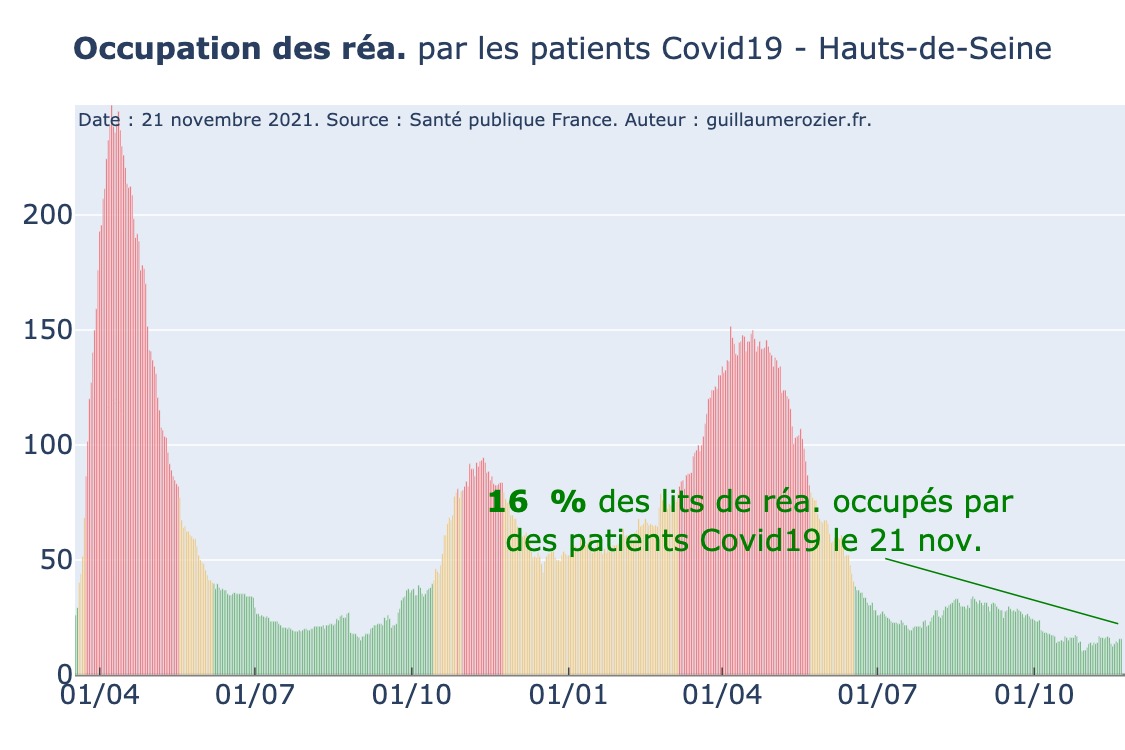 Occupation des réa. par les patients Covid19 - Hauts-de-Seine
Date : 21 novembre 2021. Source : Santé publique France. Auteur : guillaumerozier.fr.
200
150
100
16 % des lits de réa. occupés par
des patients Covid19 le 21 nov.
50
0
01/04 01/07 01/10 01/01 01/04 01/07 01/10